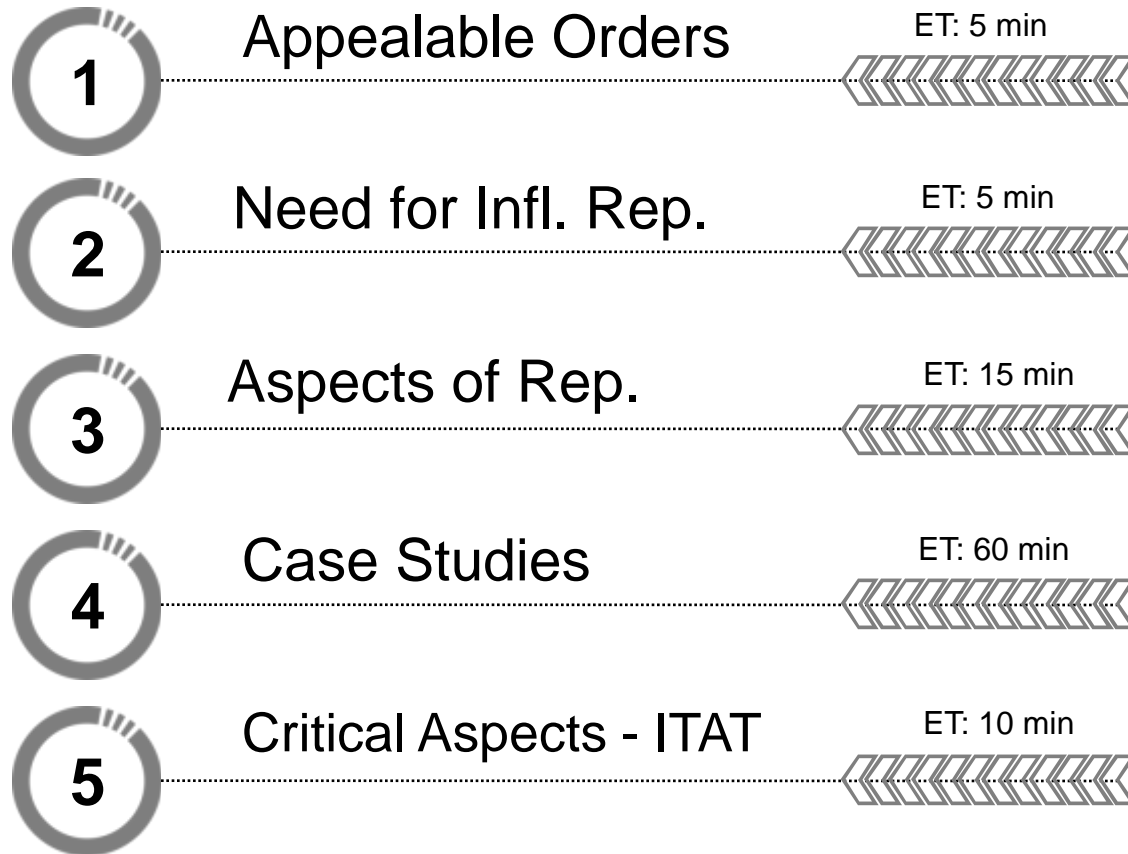 1
Appealable Orders
ET: 5 min
2
Need for Infl. Rep.
ET: 5 min
3
Aspects of Rep.
ET: 15 min
4
Case Studies
ET: 60 min
5
Critical Aspects - ITAT
ET: 10 min